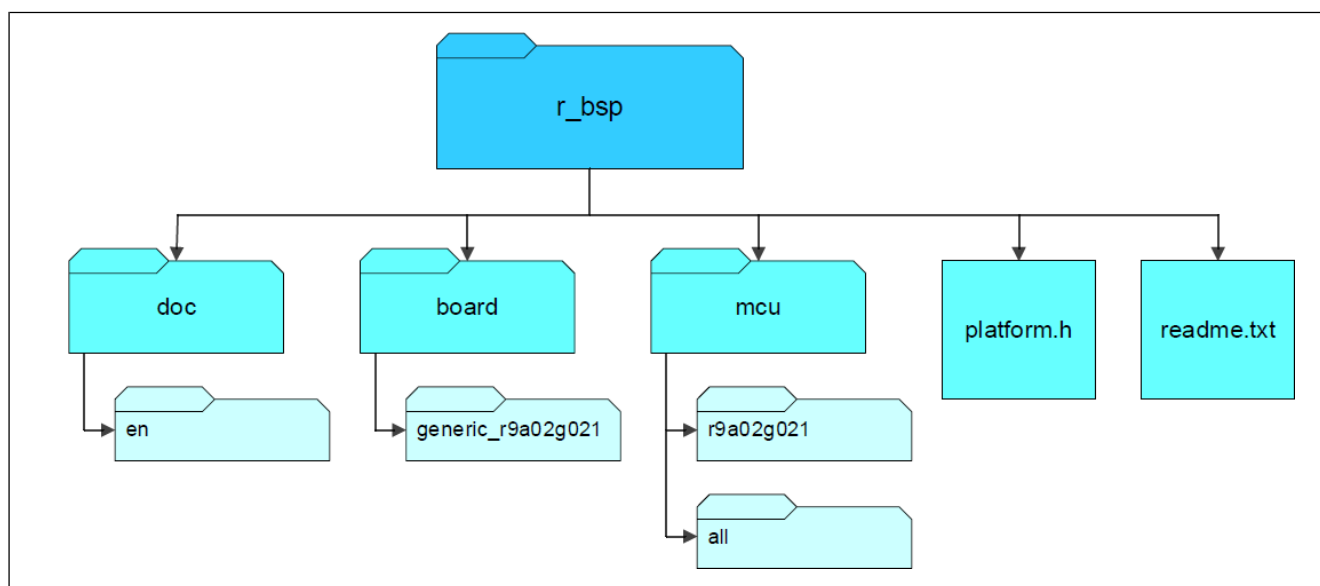 r_bsp
doc
board
mcu
platform.h
readme.txt
en
generic_r9a02g021
r9a02g021
all